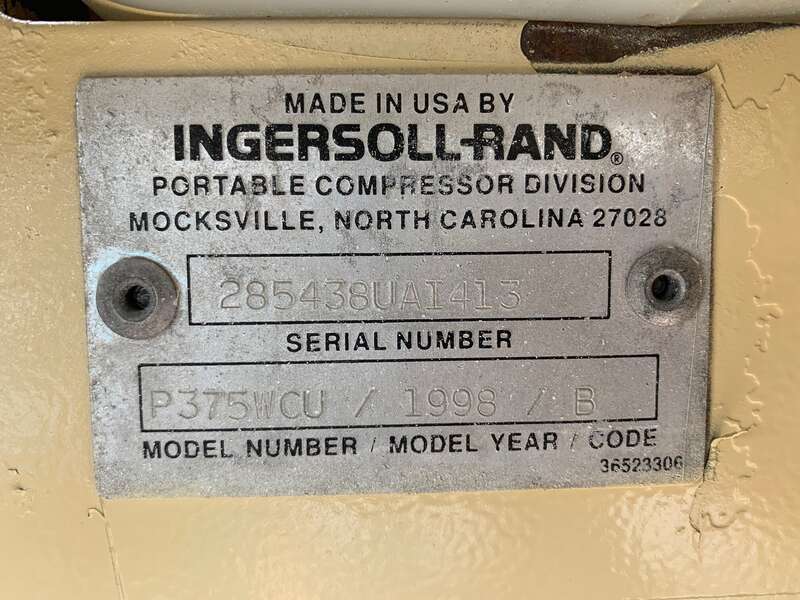 MADE IN USA BY
INGERSOLL-RAND®
PORTABLE COMPRESSOR DIVISION
MOCKSVILLE, NORTH CAROLINA 27028
285438UAI413
SERIAL NUMBER
P375WCU / 1998 / B
MODEL NUMBER / MODEL YEAR / CODE
36523306